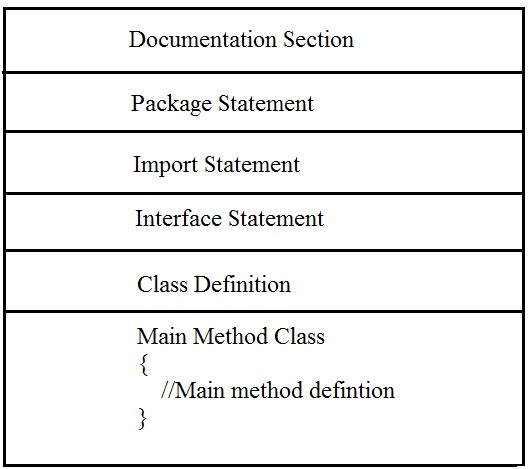 Documentation Section
Package Statement
Import Statement
Interface Statement
Class Definition
Main Method Class
{
//Main method defintion
}